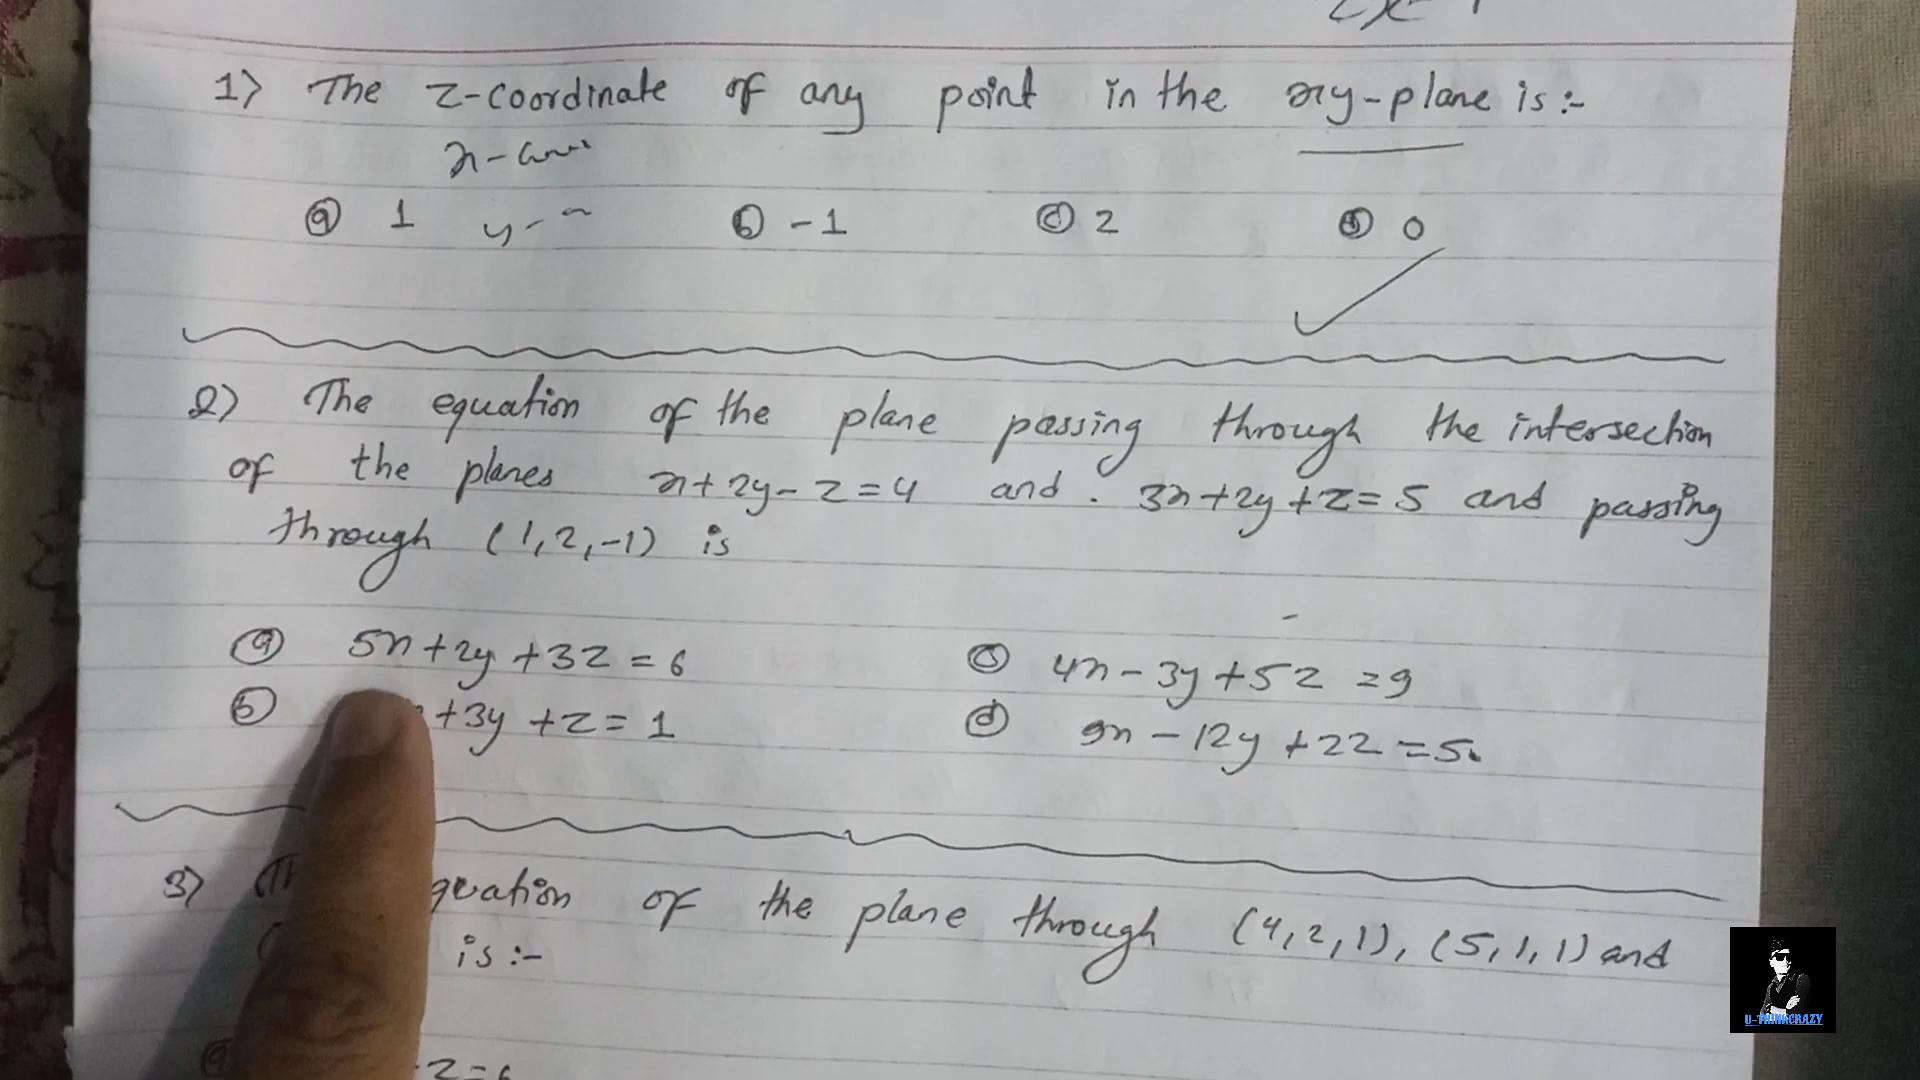 1) The z-coordinate of any point in the xy-plane is :-
x-
y-
(a) 1 (b) -1 (c) 2 (d) 0
2) The equation of the plane passing through the intersection
of the planes x+2y-z=4 and. 3x+2y+z=5 and passing
through (1,2,-1) is
(a) 5x+2y+3z=6 (c) 4x-3y+5z=9
(b) +3y+z=1 (d) 9x-12y+2z=5
3) equation of the plane through (4,2,1), (5,1,1) and
is :-
z=6
U-THINKCRAZY